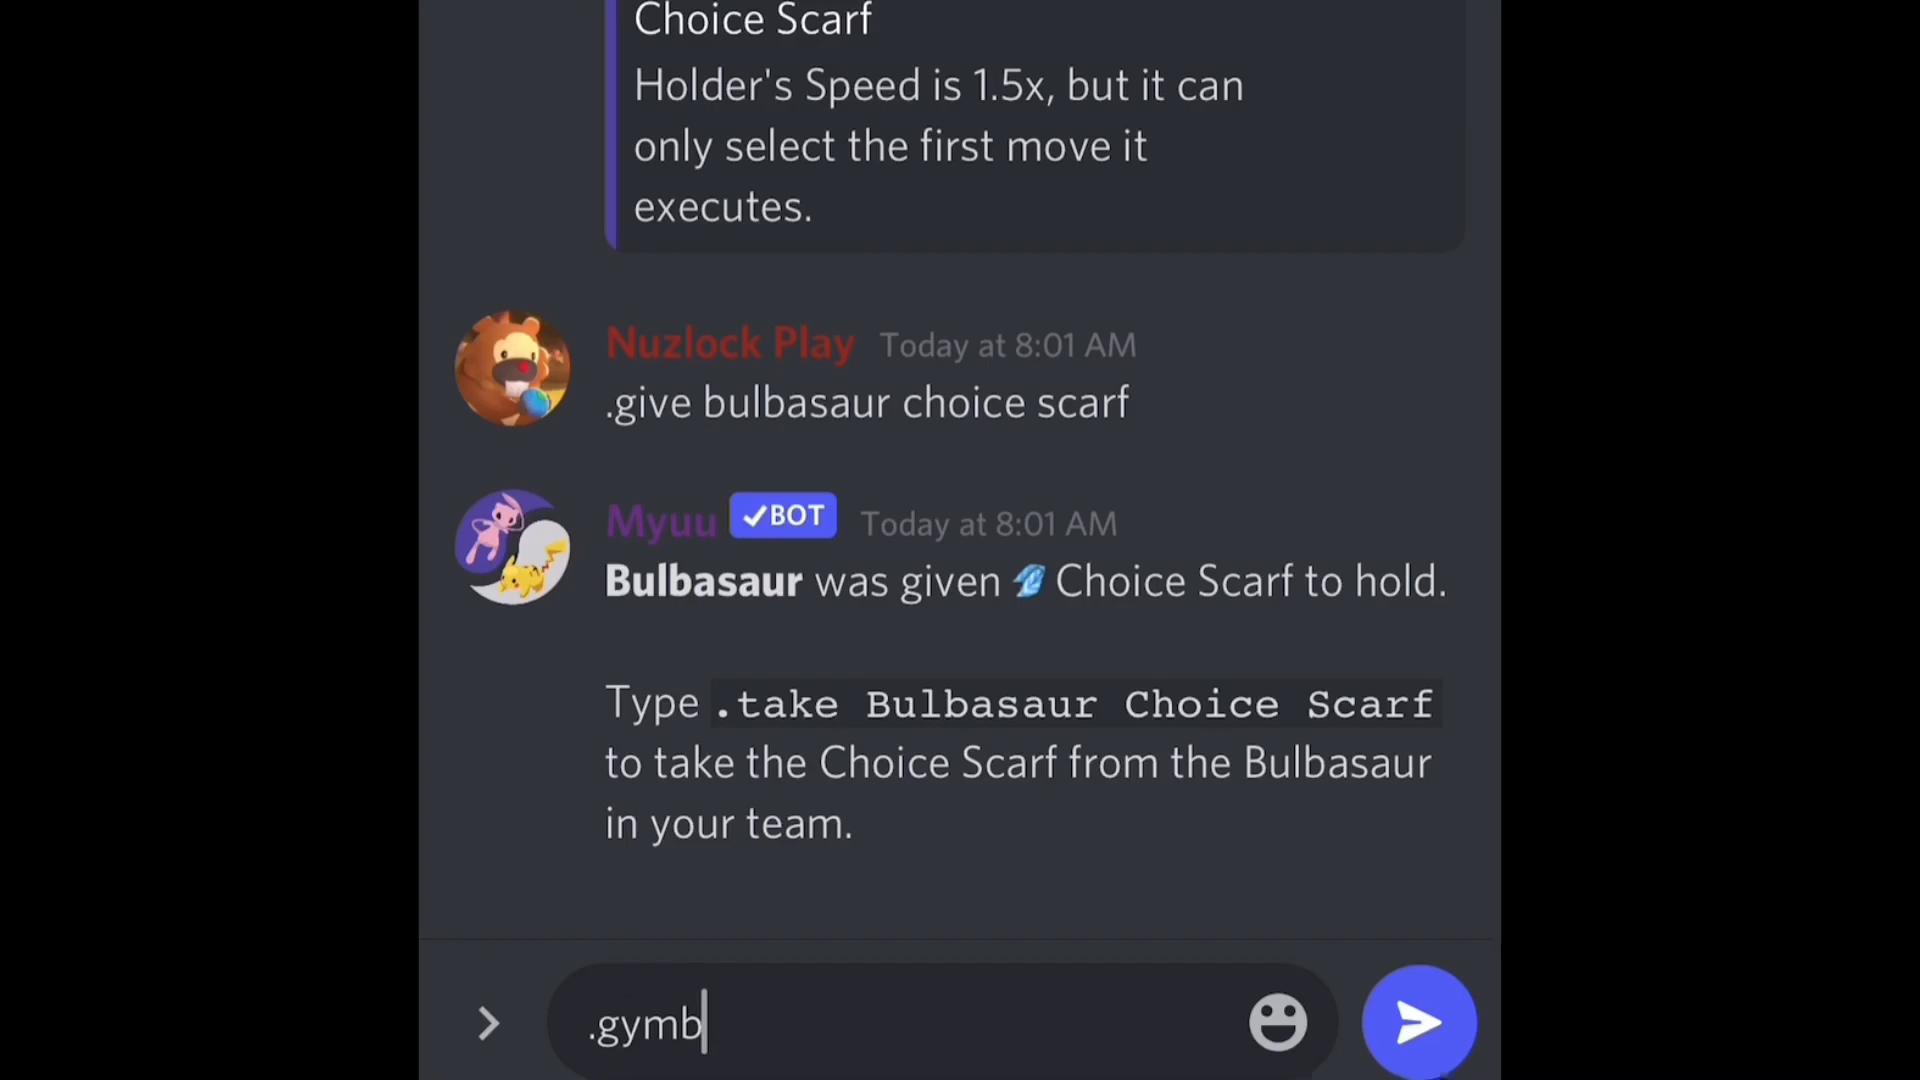 Choice Scarf
Holder's Speed is 1.5x, but it can
only select the first move it
executes.
Nuzlock Play Today at 8:01 AM
.give bulbasaur choice scarf
Myuu ✓BOT Today at 8:01 AM
Bulbasaur was given Choice Scarf to hold.
Type .take Bulbasaur Choice Scarf
to take the Choice Scarf from the Bulbasaur
in your team.
.gymb